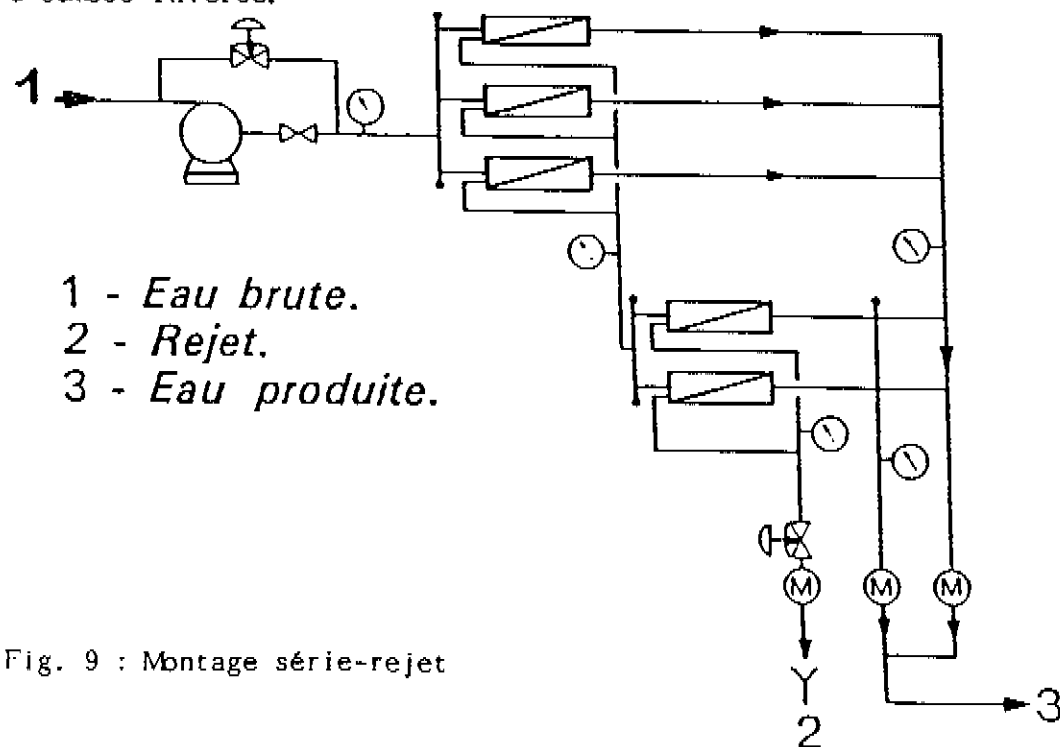 1
1 - Eau brute.
2 - Rejet.
3 - Eau produite.
M M M
Fig. 9 : Montage série-rejet
2
3